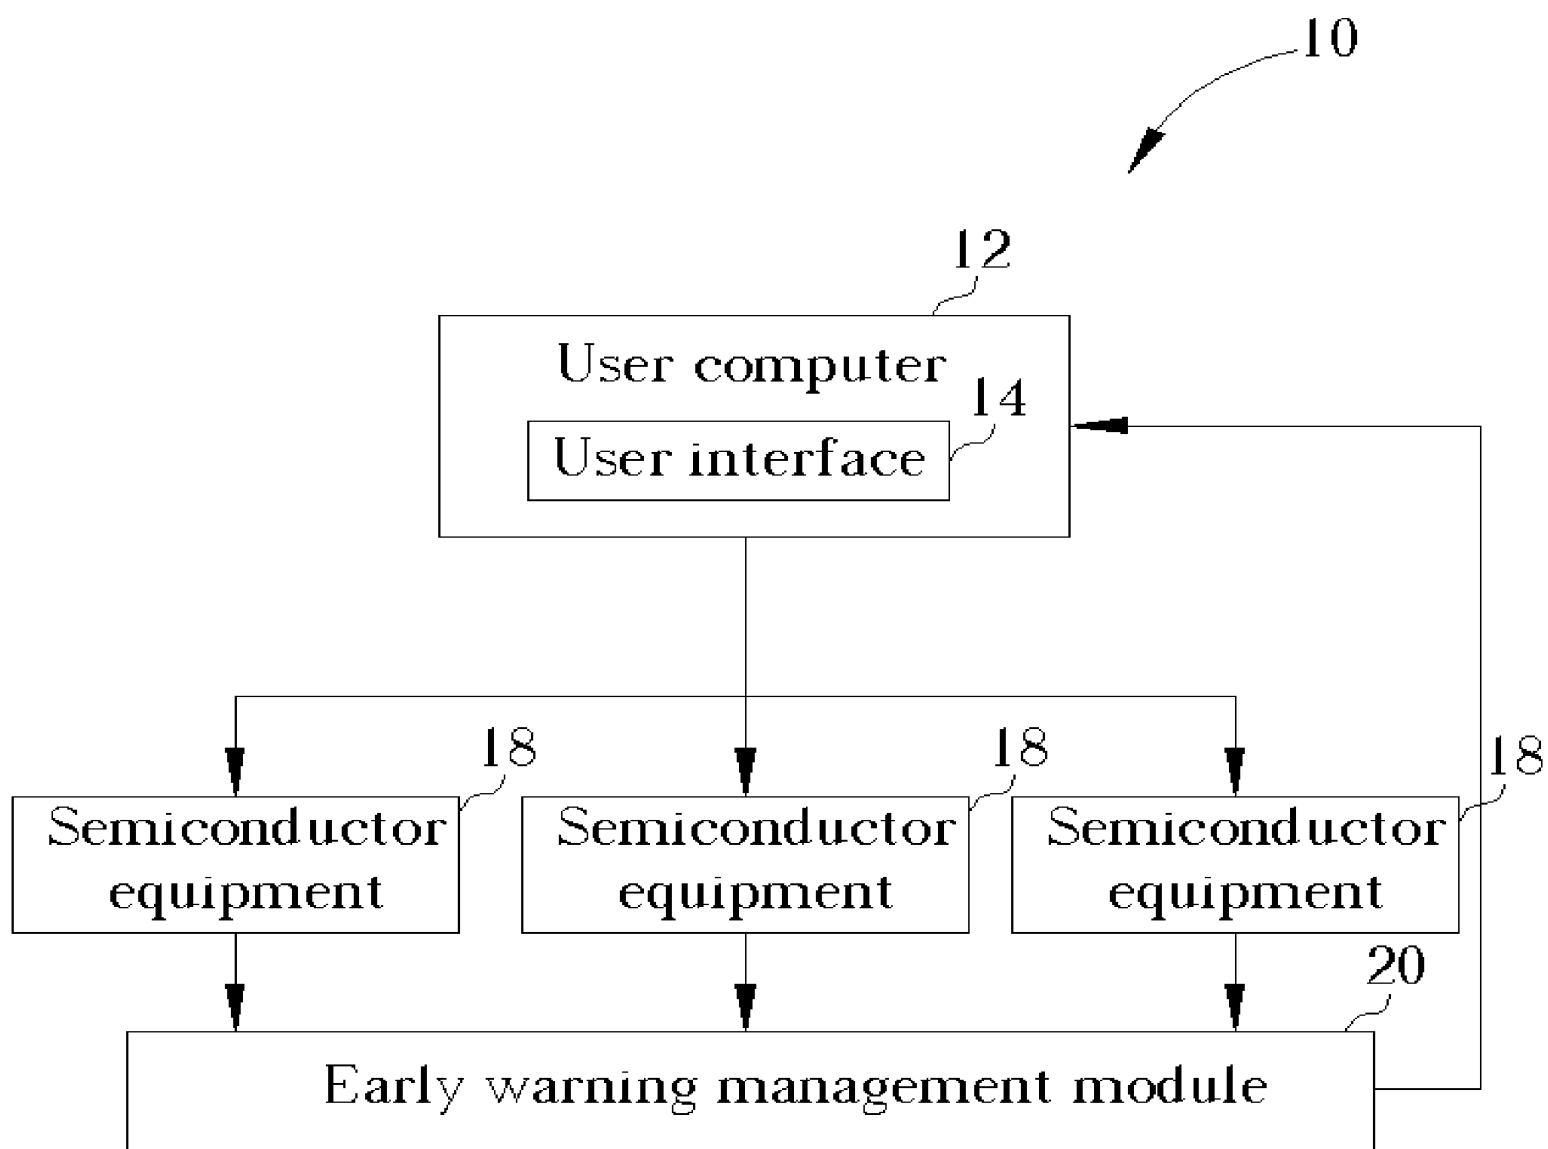 10
12
User computer
14
User interface
18
18
18
Semiconductor
equipment
Semiconductor
equipment
Semiconductor
equipment
20
Early warning management module